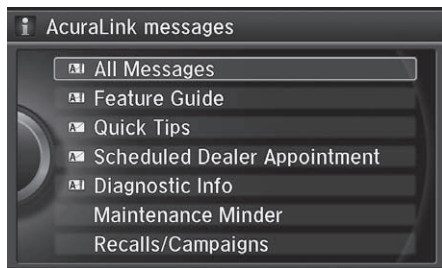 AcuraLink messages
All Messages
Feature Guide
Quick Tips
Scheduled Dealer Appointment
Diagnostic Info
Maintenance Minder
Recalls/Campaigns